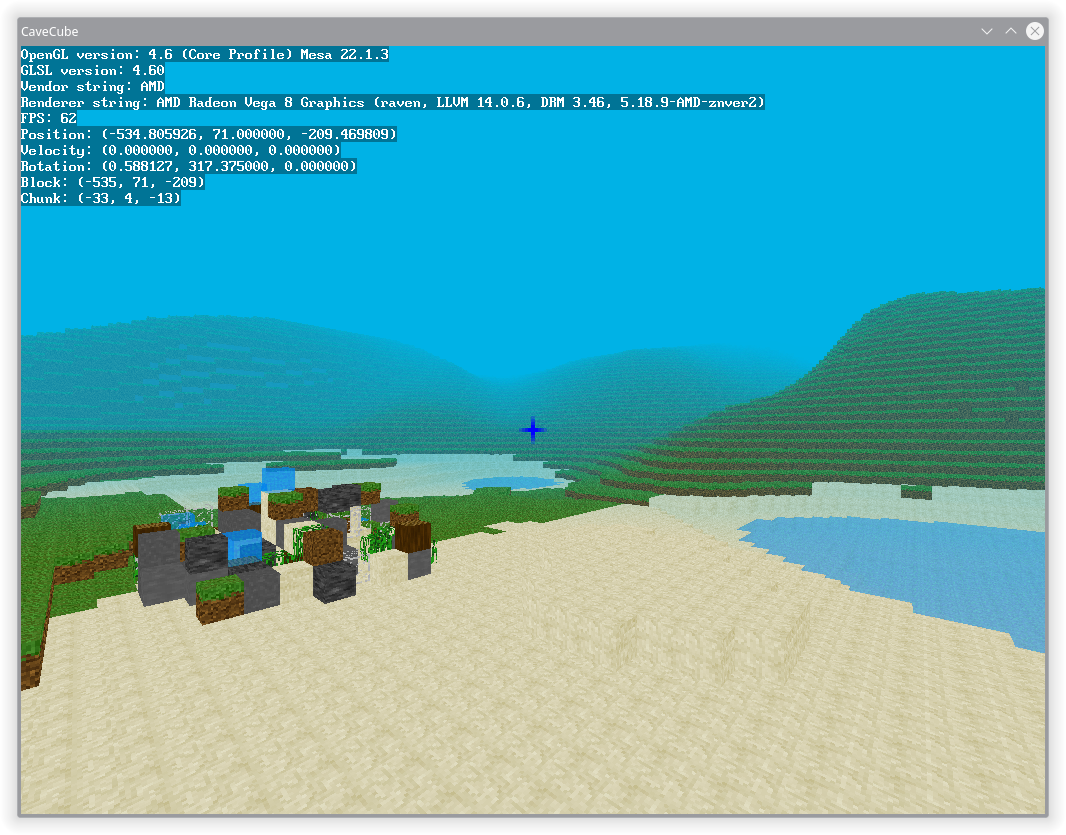 CaveCube
OpenGL version: 4.6 (Core Profile) Mesa 22.1.3
GLSL version: 4.60
Vendor string: AMD
Renderer string: AMD Radeon Vega 8 Graphics (raven, LLVM 14.0.6, DRM 3.46, 5.18.9-AMD-znver2)
FPS: 62
Position: (-534.805926, 71.000000, -209.469809)
Velocity: (0.000000, 0.000000, 0.000000)
Rotation: (0.588127, 317.375000, 0.000000)
Block: (-535, 71, -209)
Chunk: (-33, 4, -13)